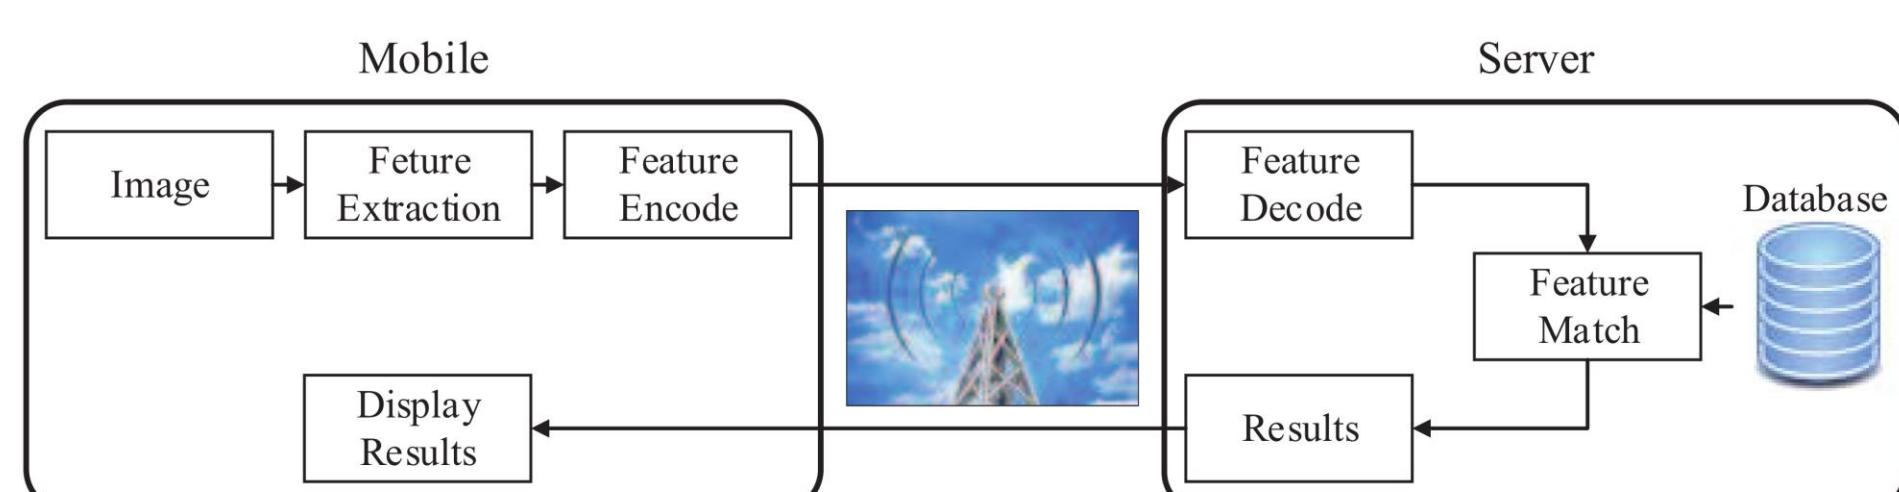 Mobile
Server
Image
Feture
Extraction
Feature
Encode
Feature
Decode
Database
Feature
Match
Display
Results
Results